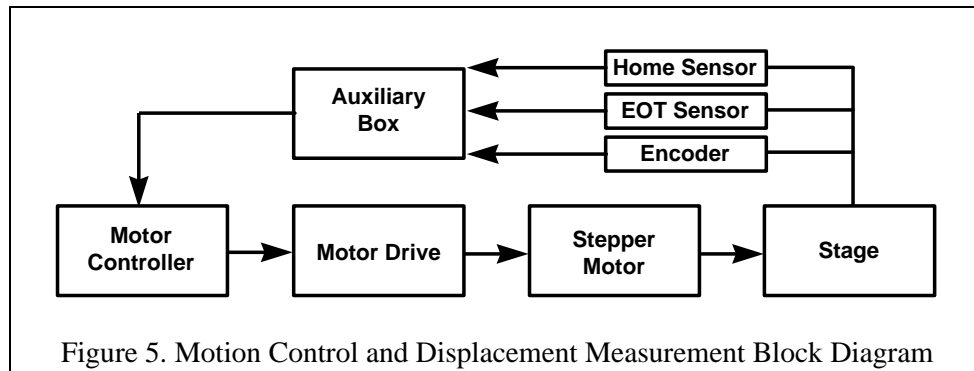 Home Sensor
Auxiliary
Box
EOT Sensor
Encoder
Motor
Controller
Motor Drive
Stepper
Motor
Stage
Figure 5. Motion Control and Displacement Measurement Block Diagram